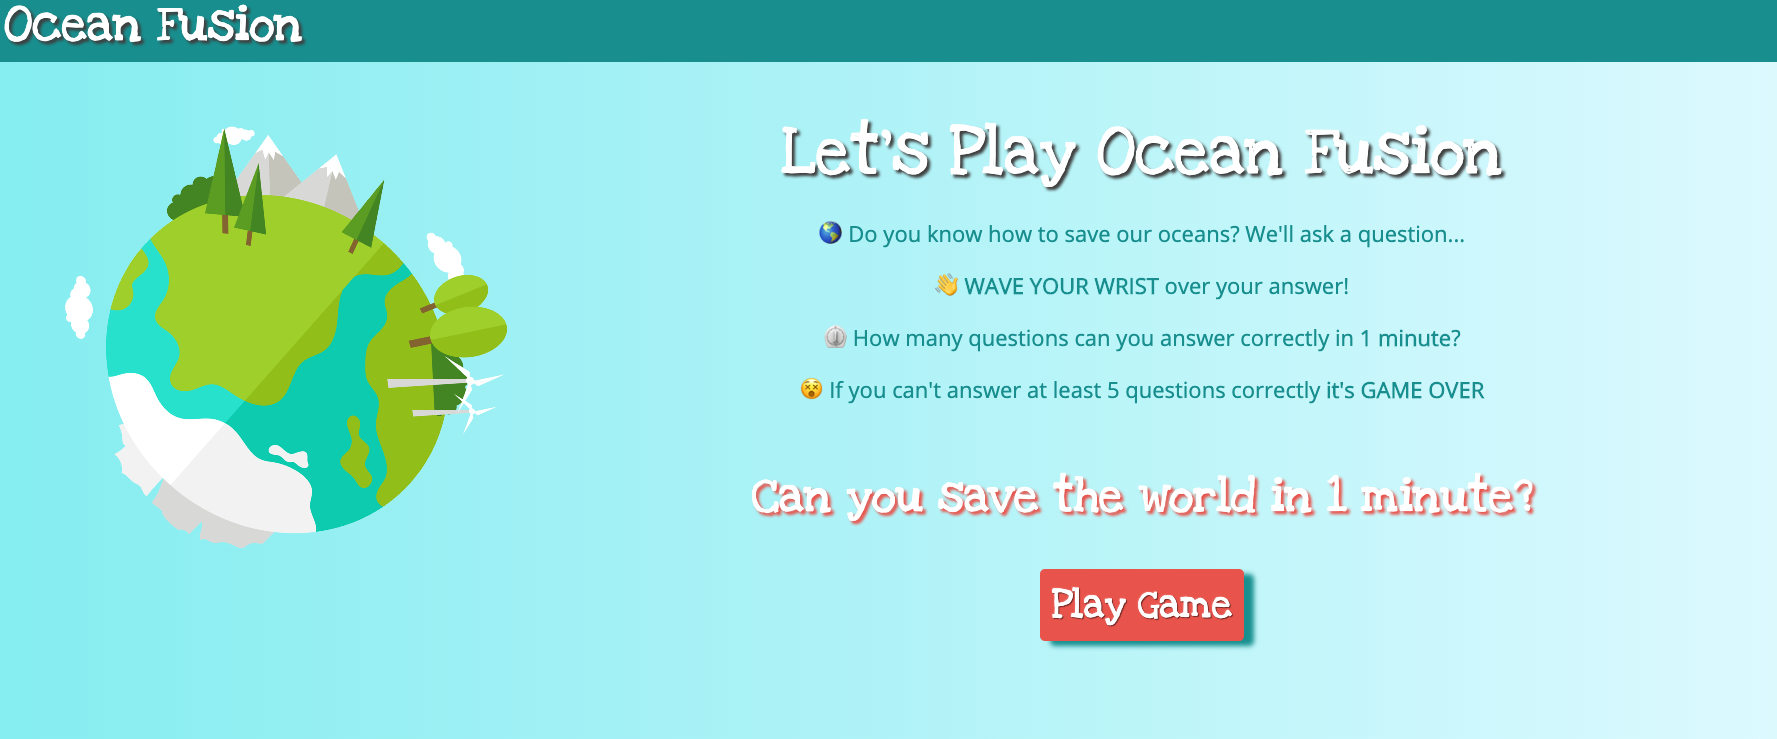 Ocean Fusion
Let's Play Ocean Fusion
🌎 Do you know how to save our oceans? We'll ask a question...
👋 WAVE YOUR WRIST over your answer!
How many questions can you answer correctly in 1 minute?
😵 If you can't answer at least 5 questions correctly it's GAME OVER
Can you save the world in 1 minute?
Play Game